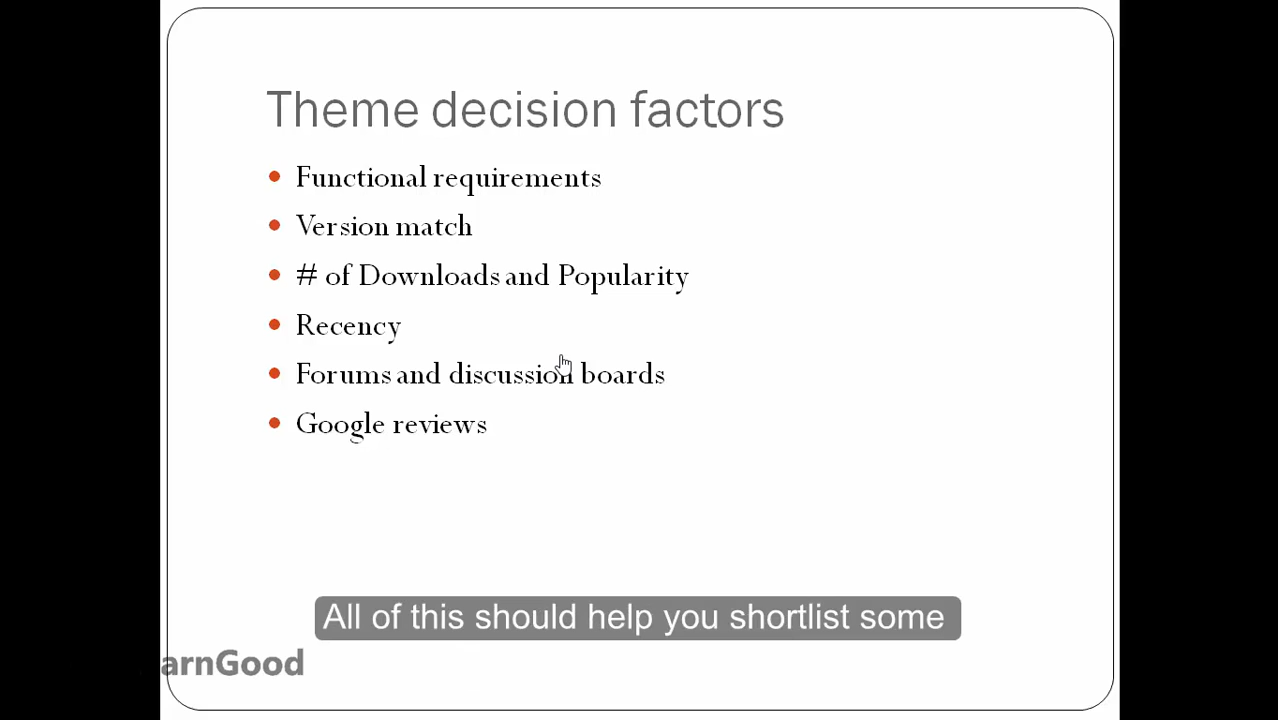 Theme decision factors
Functional requirements
Version match
# of Downloads and Popularity
Recency
Forums and discussion boards
Google reviews
All of this should help you shortlist some
arnGood